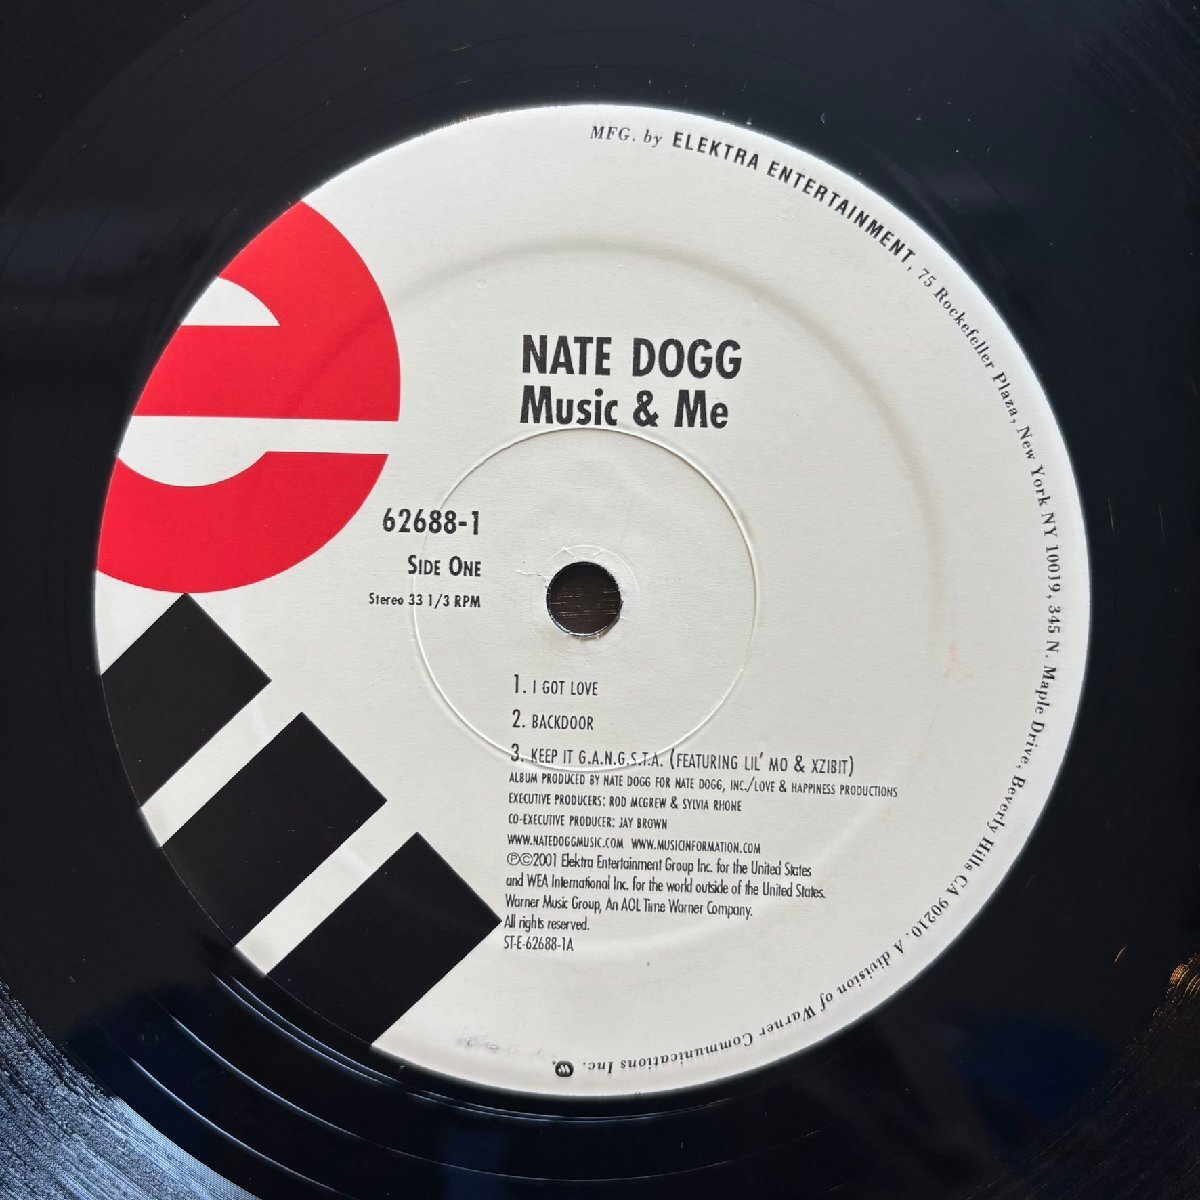 MFG. by ELEKTRA ENTERTAINMENT, 75 Rockefeller Plaza, New York NY 10019, 345 N. Maple Drive, Beverly Hills CA 90210. A division of Warner Communications Inc.
e
NATE DOGG
Music & Me
62688-1
SIDE ONE
Stereo 33 1/3 RPM
1. I GOT LOVE
2. BACKDOOR
3. KEEP IT G.A.N.G.S.T.A. (FEATURING LIL' MO & XZIBIT)
ALBUM PRODUCED BY NATE DOGG FOR NATE DOGG, INC./LOVE & HAPPINESS PRODUCTIONS
EXECUTIVE PRODUCERS: ROD MCGREW & SYLVIA RHONE
CO-EXECUTIVE PRODUCER: JAY BROWN
WWW.NATEDOGGMUSIC.COM WWW.MUSICINFORMATION.COM
℗©2001 Elektra Entertainment Group Inc. for the United States
and WEA International Inc. for the world outside of the United States.
Warner Music Group, An AOL Time Warner Company.
All rights reserved.
ST-E-62688-1A